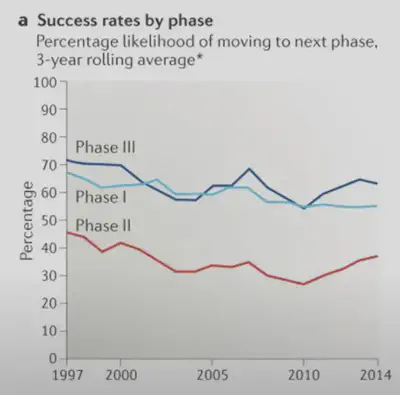 a Success rates by phase
Percentage likelihood of moving to next phase,
3-year rolling average*
Percentage
100
90
80
70
60
50
40
30
20
10
0
Phase III
Phase I
Phase II
1997
2000
2005
2010
2014